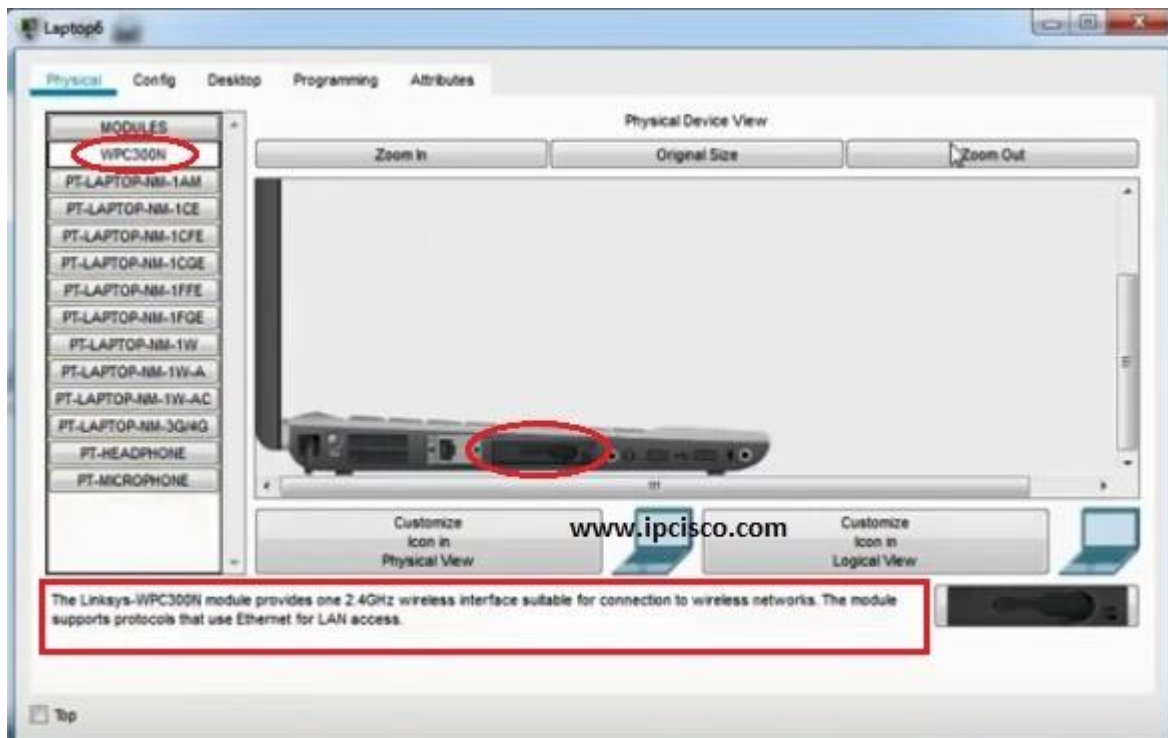 Laptop6
Physical Config Desktop Programming Attributes
MODULES
WPC300N
PT-LAPTOP-NM-1AM
PT-LAPTOP-NM-1CE
PT-LAPTOP-NM-1CFE
PT-LAPTOP-NM-1CGE
PT-LAPTOP-NM-1FFE
PT-LAPTOP-NM-1FGE
PT-LAPTOP-NM-1W
PT-LAPTOP-NM-1W-A
PT-LAPTOP-NM-1W-AC
PT-LAPTOP-NM-3G/4G
PT-HEADPHONE
PT-MICROPHONE
Physical Device View
Zoom In Original Size Zoom Out
Customize
Icon in
Physical View
www.ipcisco.com
Customize
Icon in
Logical View
The Linksys-WPC300N module provides one 2.4GHz wireless interface suitable for connection to wireless networks. The module
supports protocols that use Ethernet for LAN access.
Top